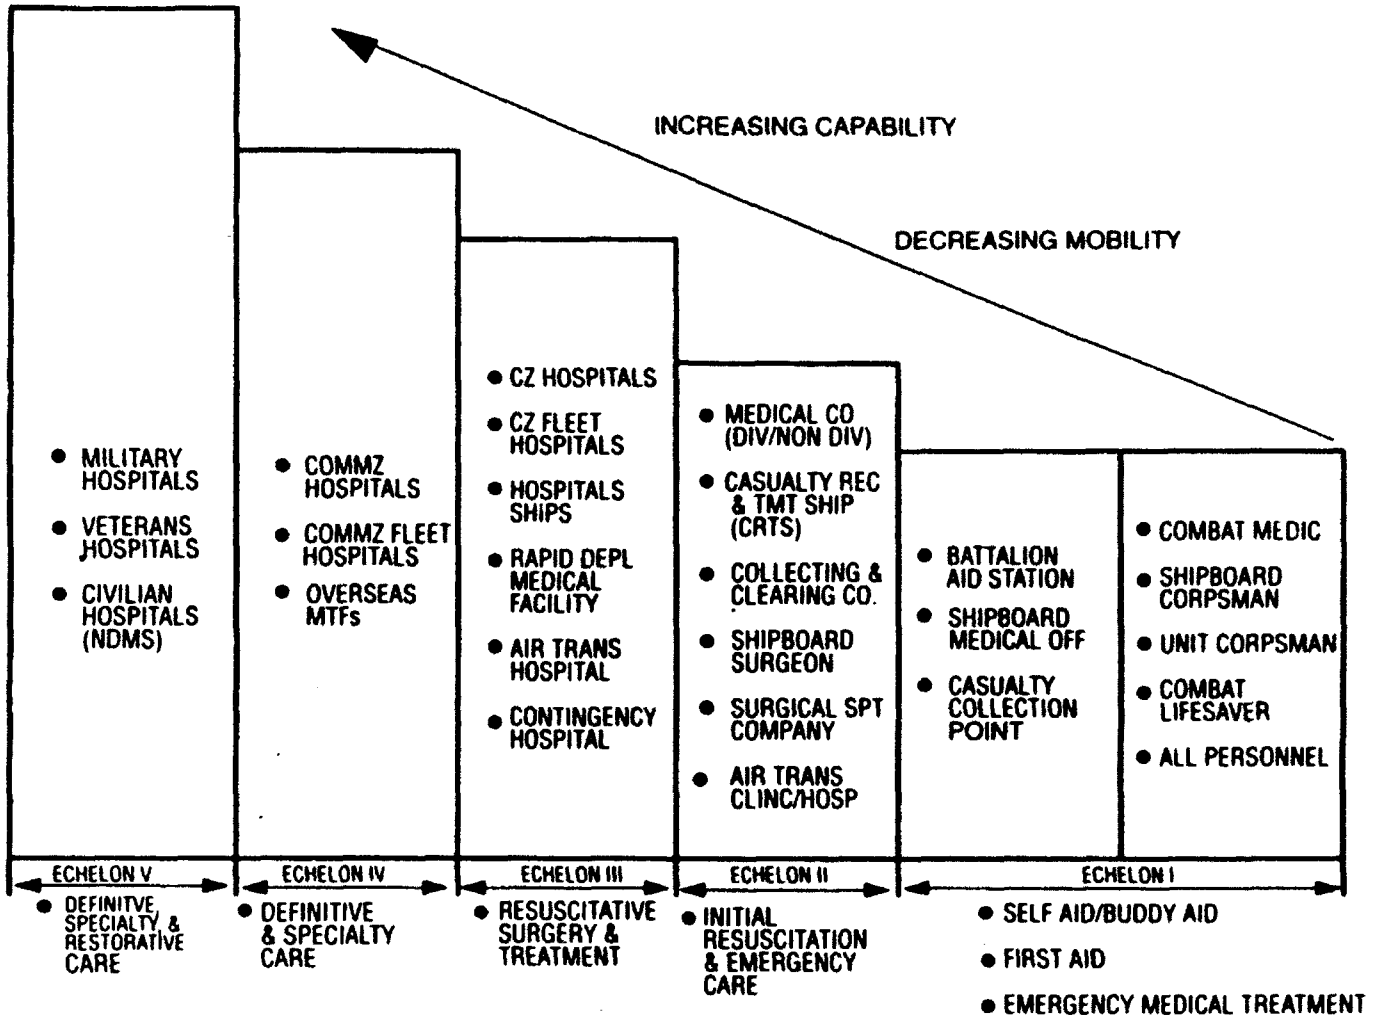 INCREASING CAPABILITY
DECREASING MOBILITY
MILITARY
HOSPITALS
VETERANS
HOSPITALS
CIVILIAN
HOSPITALS
(NDMS)
COMMZ
HOSPITALS
COMMZ FLEET
HOSPITALS
OVERSEAS
MTFs
CZ HOSPITALS
CZ FLEET
HOSPITALS
HOSPITALS
SHIPS
RAPID DEPL
MEDICAL
FACILITY
AIR TRANS
HOSPITAL
CONTINGENCY
HOSPITAL
MEDICAL CO
(DIV/NON DIV)
CASUALTY REC
& TMT SHIP
(CRTS)
COLLECTING &
CLEARING CO.
SHIPBOARD
SURGEON
SURGICAL SPT
COMPANY
AIR TRANS
CLINC/HOSP
BATTALION
AID STATION
SHIPBOARD
MEDICAL OFF
CASUALTY
COLLECTION
POINT
COMBAT MEDIC
SHIPBOARD
CORPSMAN
UNIT CORPSMAN
COMBAT
LIFESAVER
ALL PERSONNEL
ECHELON V
DEFINITVE,
SPECIALTY, &
RESTORATIVE
CARE
ECHELON IV
DEFINITIVE
& SPECIALTY
CARE
ECHELON III
RESUSCITATIVE
SURGERY &
TREATMENT
ECHELON II
INITIAL
RESUSCITATION
& EMERGENCY
CARE
ECHELON I
SELF AID/BUDDY AID
FIRST AID
EMERGENCY MEDICAL TREATMENT